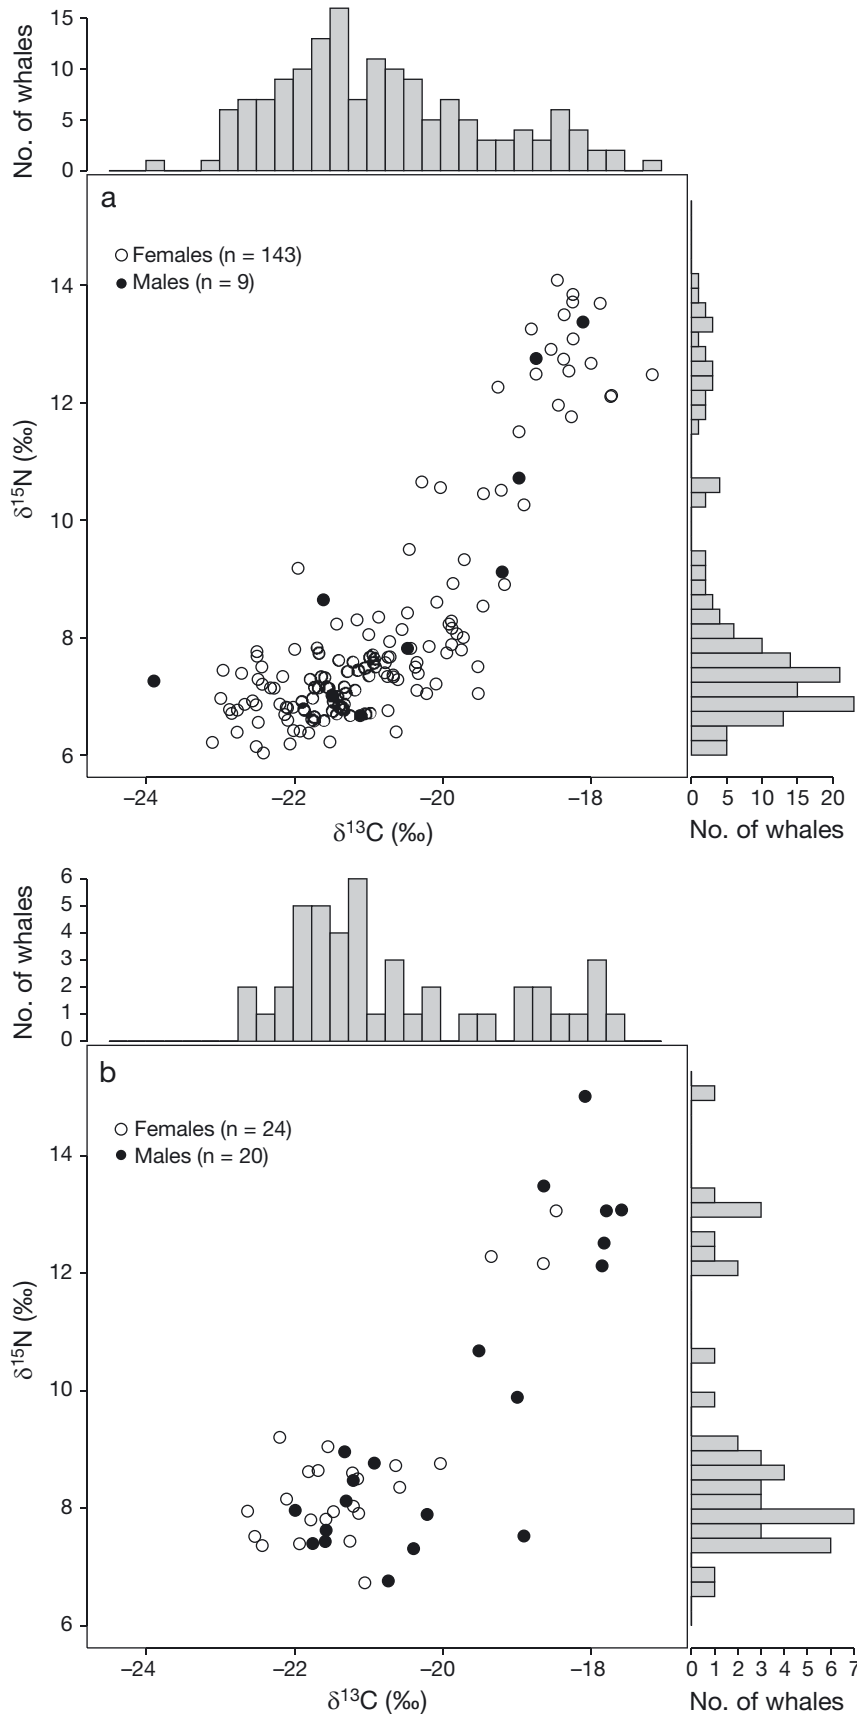 No. of whales
15
10
5
0
a
Females (n = 143)
Males (n = 9)
δ¹⁵N (‰)
14
12
10
8
6
−24 −22 −20 −18
δ¹³C (‰)
0 5 10 15 20
No. of whales
No. of whales
6
5
4
3
2
1
0
b
Females (n = 24)
Males (n = 20)
δ¹⁵N (‰)
14
12
10
8
6
−24 −22 −20 −18
δ¹³C (‰)
0 1 2 3 4 5 6 7
No. of whales